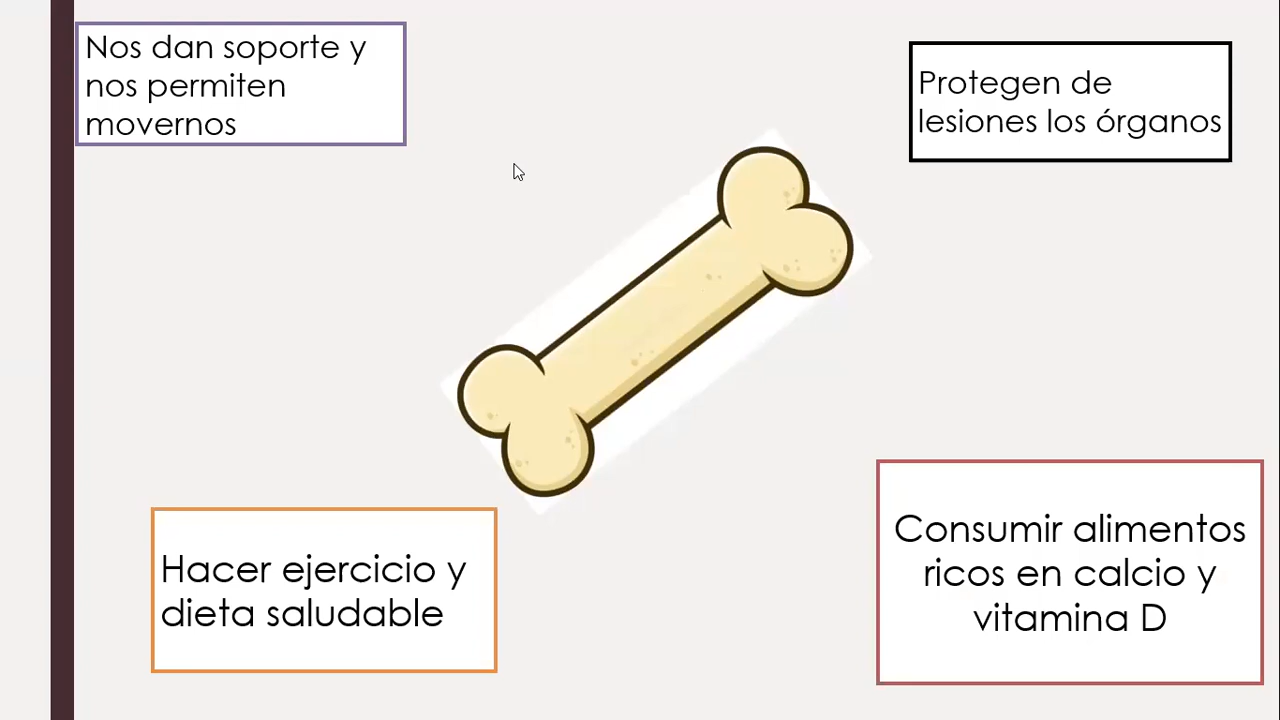 Nos dan soporte y
nos permiten
movernos
Protegen de
lesiones los órganos
Hacer ejercicio y
dieta saludable
Consumir alimentos
ricos en calcio y
vitamina D